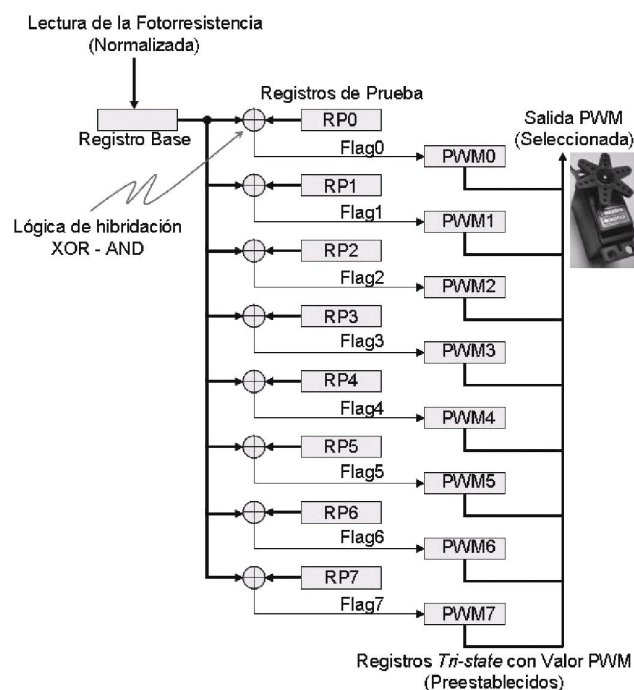 Lectura de la Fotorresistencia
(Normalizada)
Registros de Prueba
Registro Base
RP0
Salida PWM
(Seleccionada)
Flag0
PWM0
RP1
Flag1
PWM1
Lógica de hibridación
XOR - AND
RP2
Flag2
PWM2
RP3
Flag3
PWM3
RP4
Flag4
PWM4
RP5
Flag5
PWM5
RP6
Flag6
PWM6
RP7
Flag7
PWM7
Registros Tri-state con Valor PWM
(Preestablecidos)